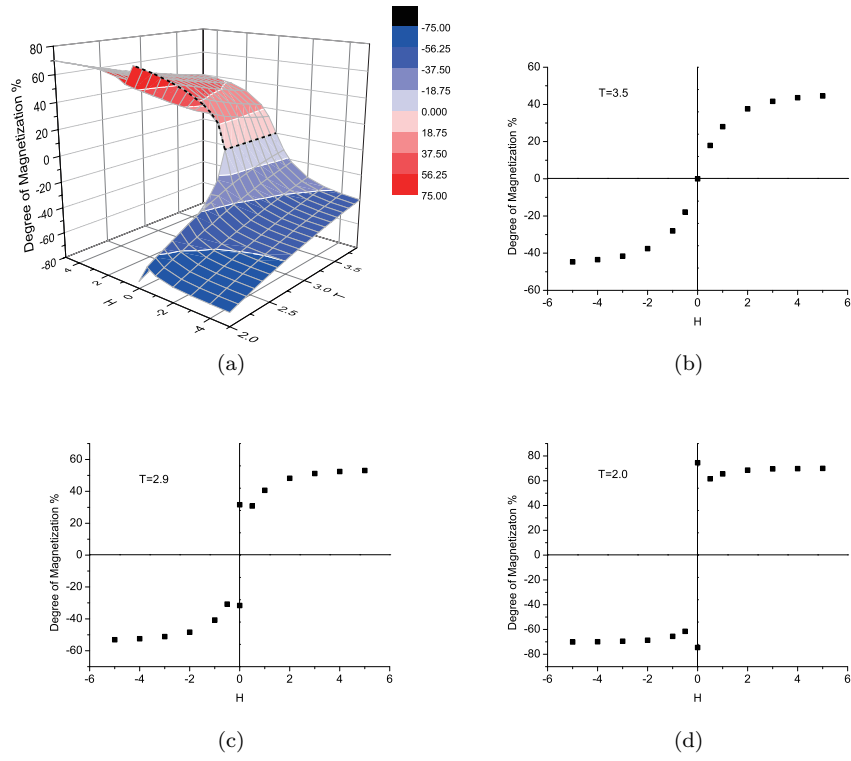 80
60
40
20
0
-20
-40
-60
-80
Degree of Magnetization %
4
2
0
-2
-4
H
2.0
2.5
3.0
3.5
T
-75.00
-56.25
-37.50
-18.75
0.000
18.75
37.50
56.25
75.00
(a)
T=3.5
60
40
20
0
-20
-40
-60
Degree of Magnetization %
-6 -4 -2 0 2 4 6
H
(b)
T=2.9
60
40
20
0
-20
-40
-60
Degree of Magnetization %
-6 -4 -2 0 2 4 6
H
(c)
T=2.0
80
60
40
20
0
-20
-40
-60
-80
Degree of Magnetizaton %
-6 -4 -2 0 2 4 6
H
(d)